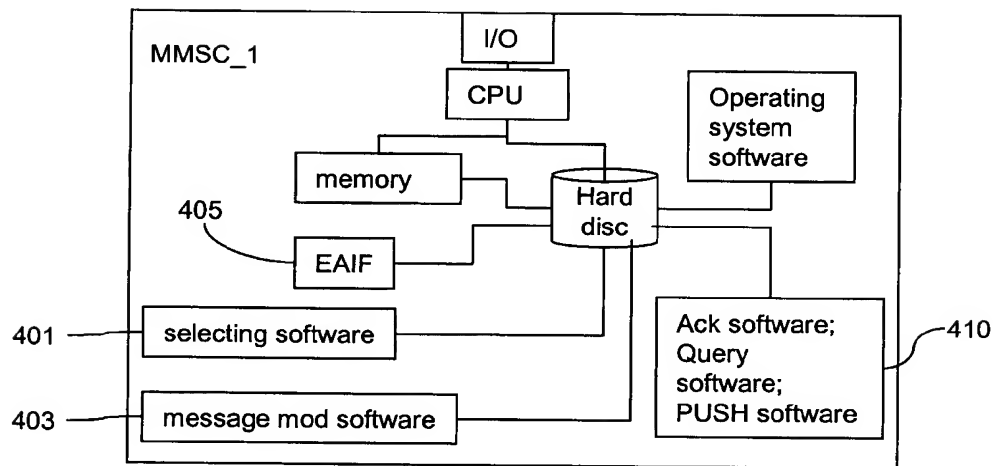 I/O
MMSC_1
CPU
Operating
system
software
memory
Hard
disc
405
EAIF
401
selecting software
Ack software;
Query
software;
PUSH software
410
403
message mod software